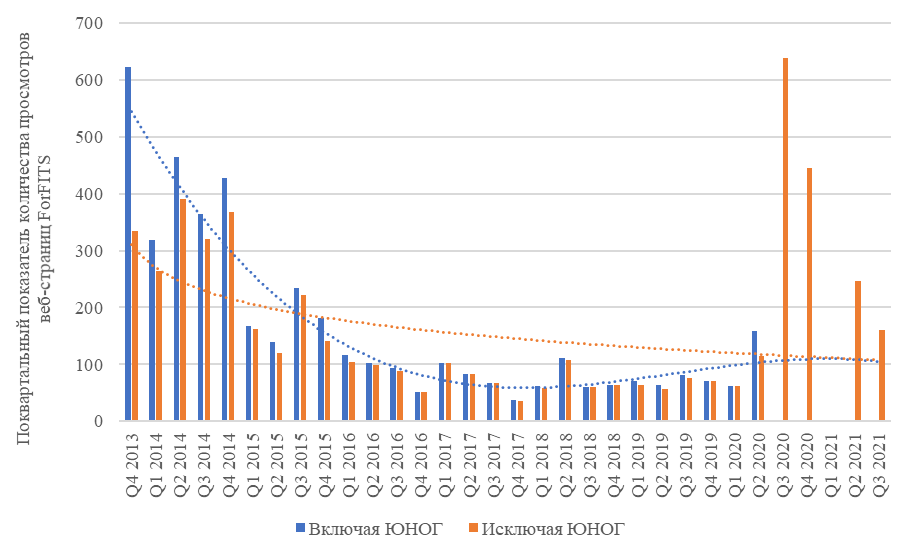 Поквартальный показатель количества просмотров
веб-страниц ForFITS
700
600
500
400
300
200
100
0
Q4 2013
Q1 2014
Q2 2014
Q3 2014
Q4 2014
Q1 2015
Q2 2015
Q3 2015
Q4 2015
Q1 2016
Q2 2016
Q3 2016
Q4 2016
Q1 2017
Q2 2017
Q3 2017
Q4 2017
Q1 2018
Q2 2018
Q3 2018
Q4 2018
Q1 2019
Q2 2019
Q3 2019
Q4 2019
Q1 2020
Q2 2020
Q3 2020
Q4 2020
Q1 2021
Q2 2021
Q3 2021
Включая ЮНОГ
Исключая ЮНОГ